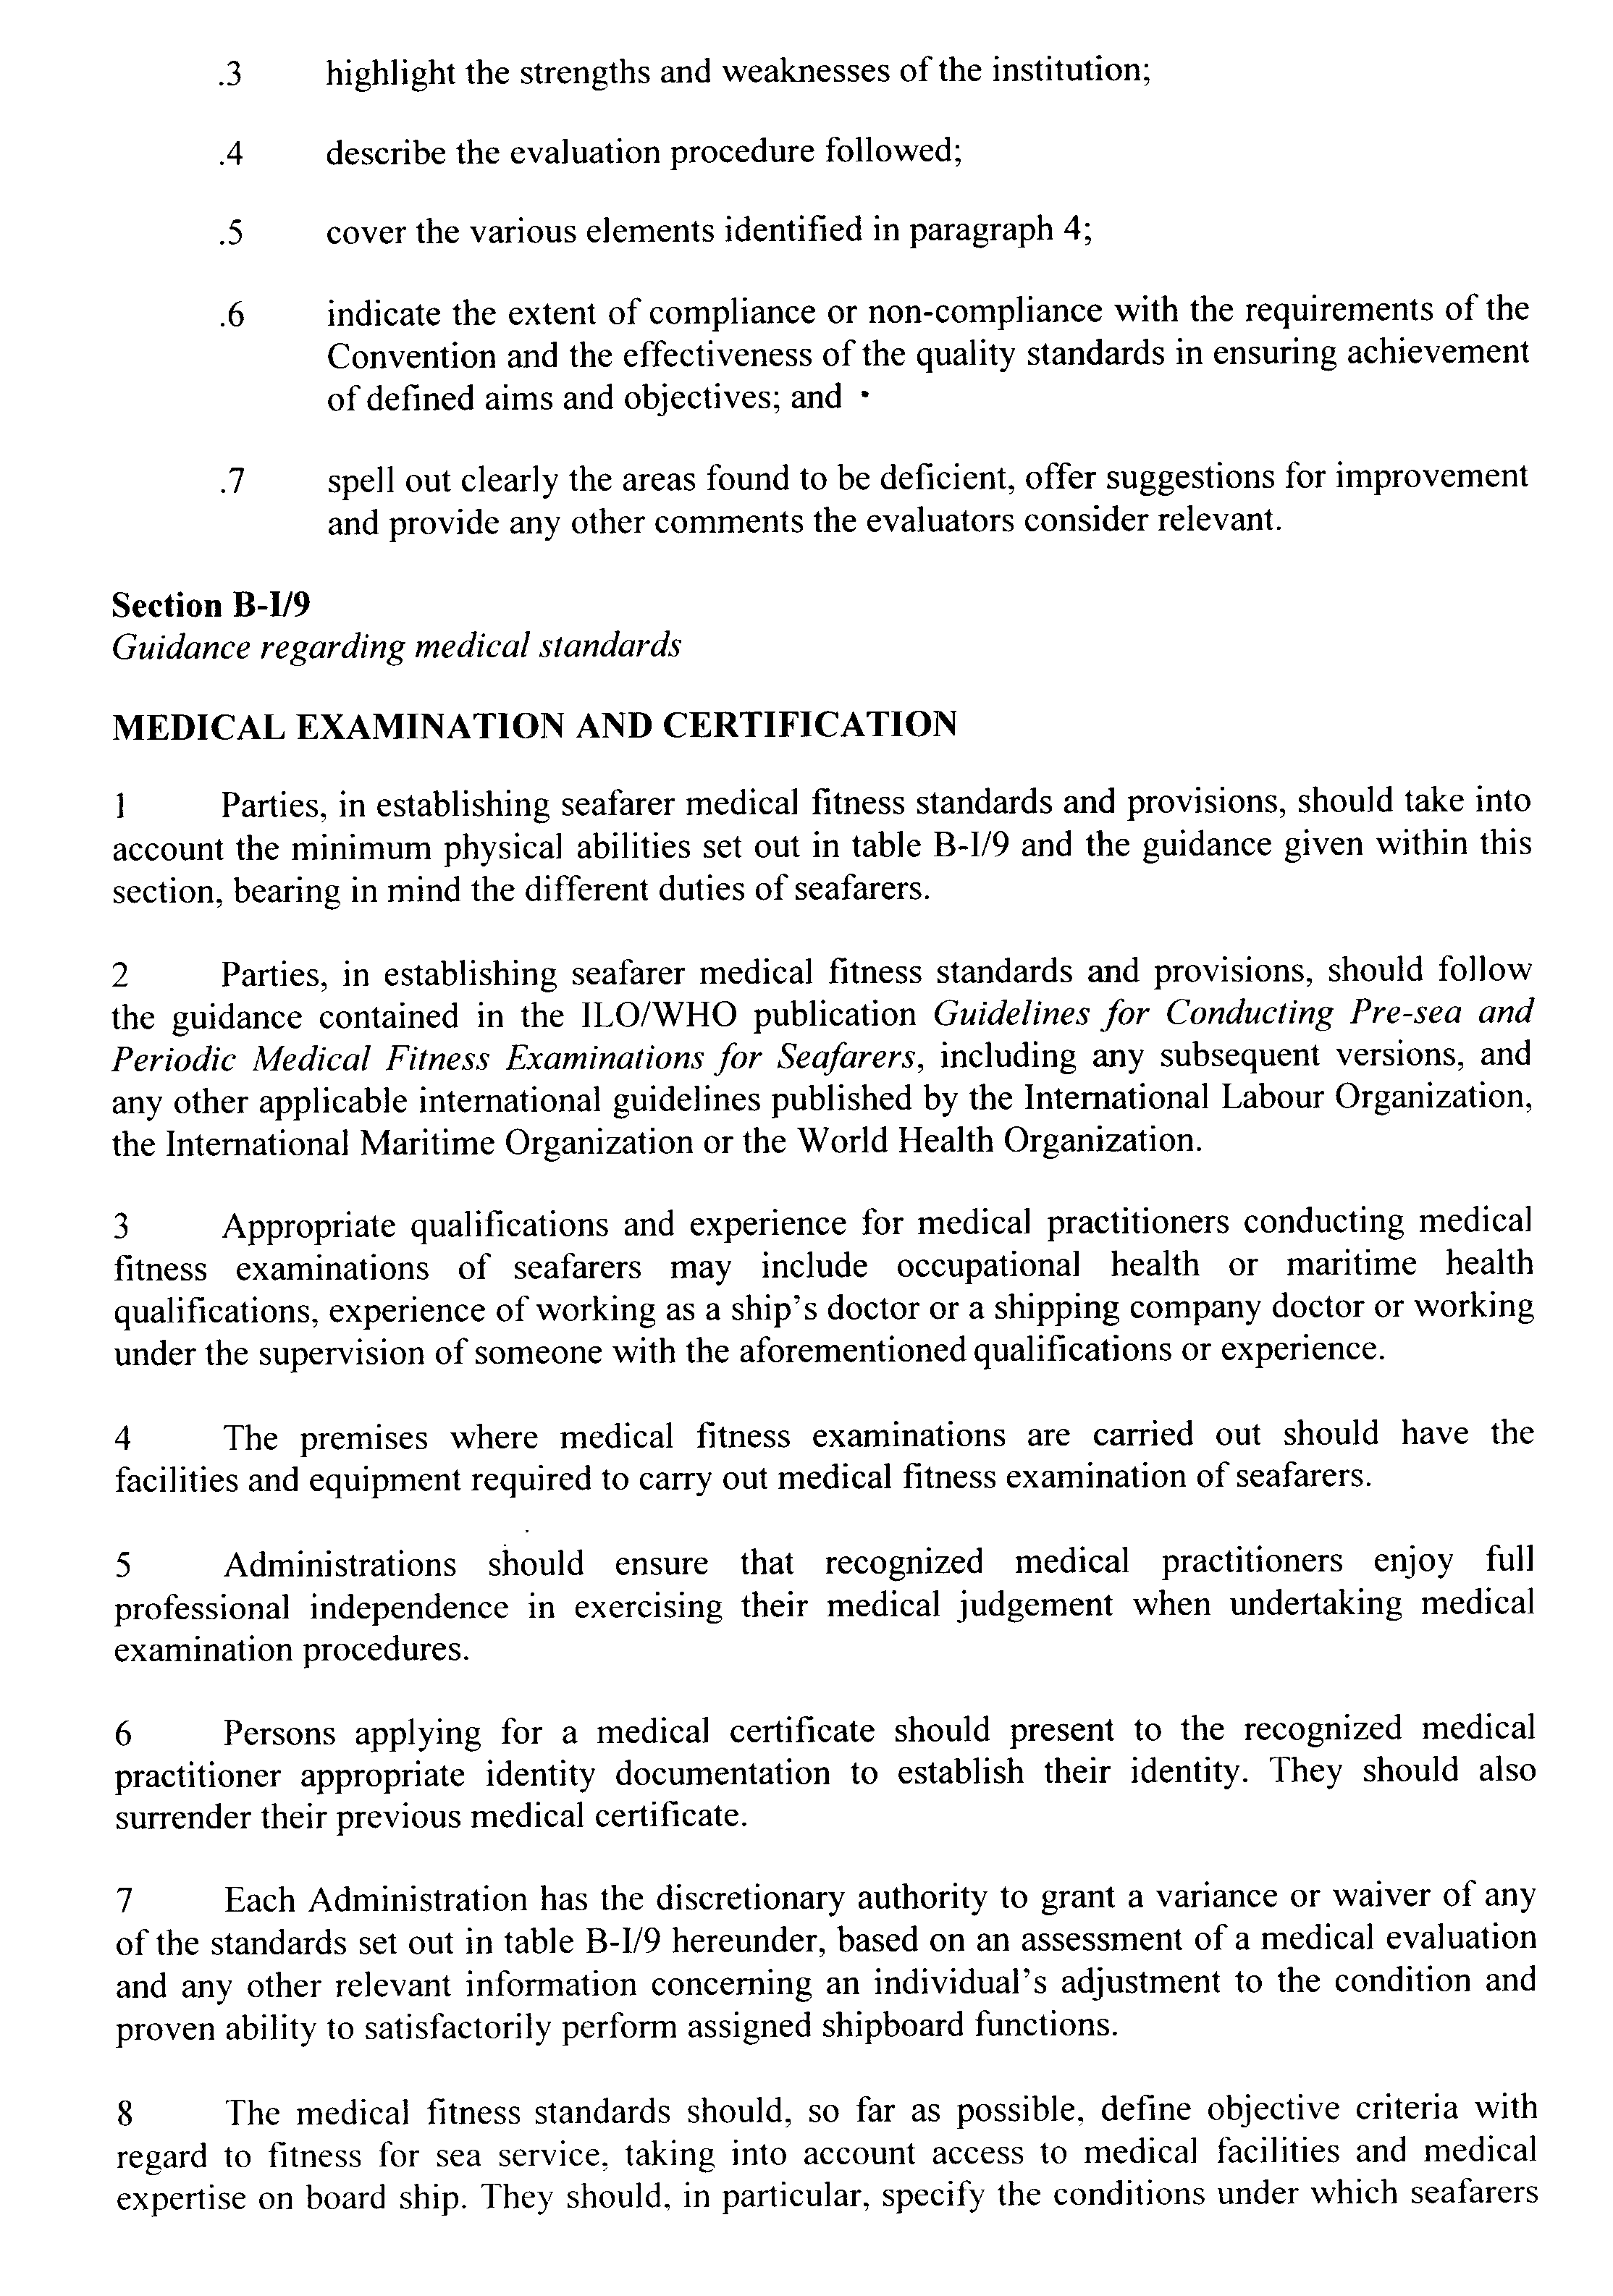 .3 highlight the strengths and weaknesses of the institution;
.4 describe the evaluation procedure followed;
.5 cover the various elements identified in paragraph 4;
.6 indicate the extent of compliance or non-compliance with the requirements of the
Convention and the effectiveness of the quality standards in ensuring achievement
of defined aims and objectives; and
.7 spell out clearly the areas found to be deficient, offer suggestions for improvement
and provide any other comments the evaluators consider relevant.
Section B-I/9
Guidance regarding medical standards
MEDICAL EXAMINATION AND CERTIFICATION
1 Parties, in establishing seafarer medical fitness standards and provisions, should take into
account the minimum physical abilities set out in table B-I/9 and the guidance given within this
section, bearing in mind the different duties of seafarers.
2 Parties, in establishing seafarer medical fitness standards and provisions, should follow
the guidance contained in the ILO/WHO publication Guidelines for Conducting Pre-sea and
Periodic Medical Fitness Examinations for Seafarers, including any subsequent versions, and
any other applicable international guidelines published by the International Labour Organization,
the International Maritime Organization or the World Health Organization.
3 Appropriate qualifications and experience for medical practitioners conducting medical
fitness examinations of seafarers may include occupational health or maritime health
qualifications, experience of working as a ship's doctor or a shipping company doctor or working
under the supervision of someone with the aforementioned qualifications or experience.
4 The premises where medical fitness examinations are carried out should have the
facilities and equipment required to carry out medical fitness examination of seafarers.
5 Administrations should ensure that recognized medical practitioners enjoy full
professional independence in exercising their medical judgement when undertaking medical
examination procedures.
6 Persons applying for a medical certificate should present to the recognized medical
practitioner appropriate identity documentation to establish their identity. They should also
surrender their previous medical certificate.
7 Each Administration has the discretionary authority to grant a variance or waiver of any
of the standards set out in table B-I/9 hereunder, based on an assessment of a medical evaluation
and any other relevant information concerning an individual's adjustment to the condition and
proven ability to satisfactorily perform assigned shipboard functions.
8 The medical fitness standards should, so far as possible, define objective criteria with
regard to fitness for sea service, taking into account access to medical facilities and medical
expertise on board ship. They should, in particular, specify the conditions under which seafarers